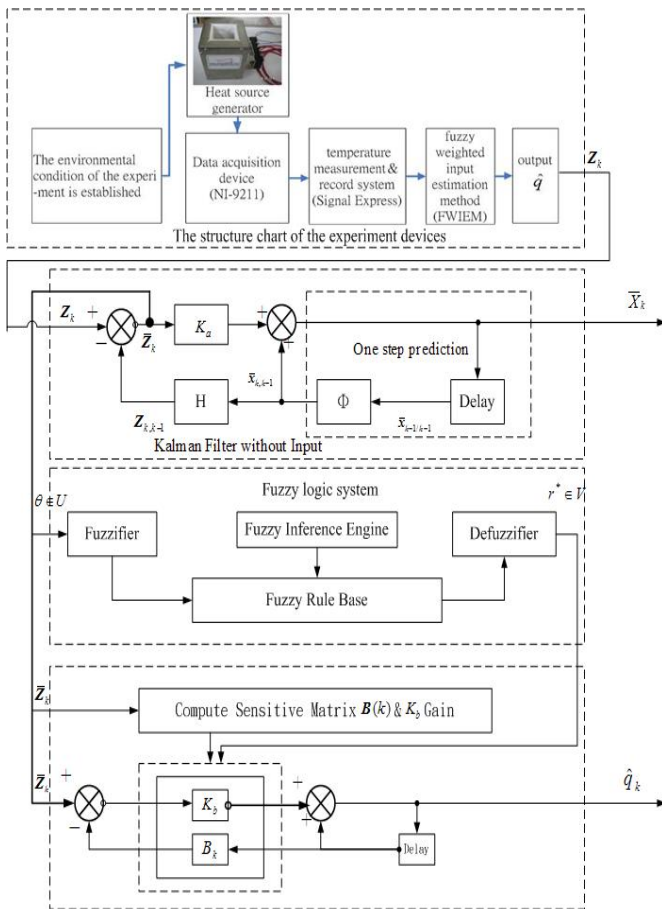 Heat source
generator
The environmental
condition of the experi
-ment is established
Data acquisition
device
(NI-9211)
temperature
measurement &
record system
(Signal Express)
fuzzy
weighted
input
estimation
method
(FWIEM)
output
q̂
Z_k
The structure chart of the experiment devices
Z_k
+
−
Z̄_k
K_a
+
+
X̄_k
One step prediction
x̄_{k,k-1}
H
Φ
Delay
Z_{k,k-1}
x̄_{k-1/k-1}
Kalman Filter without Input
Fuzzy logic system
θ ∈ U
r* ∈ V
Fuzzifier
Fuzzy Inference Engine
Defuzzifier
Fuzzy Rule Base
Z̄_k
Compute Sensitive Matrix B(k) & K_b Gain
Z̄_k
+
−
K_b
+
+
q̂_k
B_k
Delay